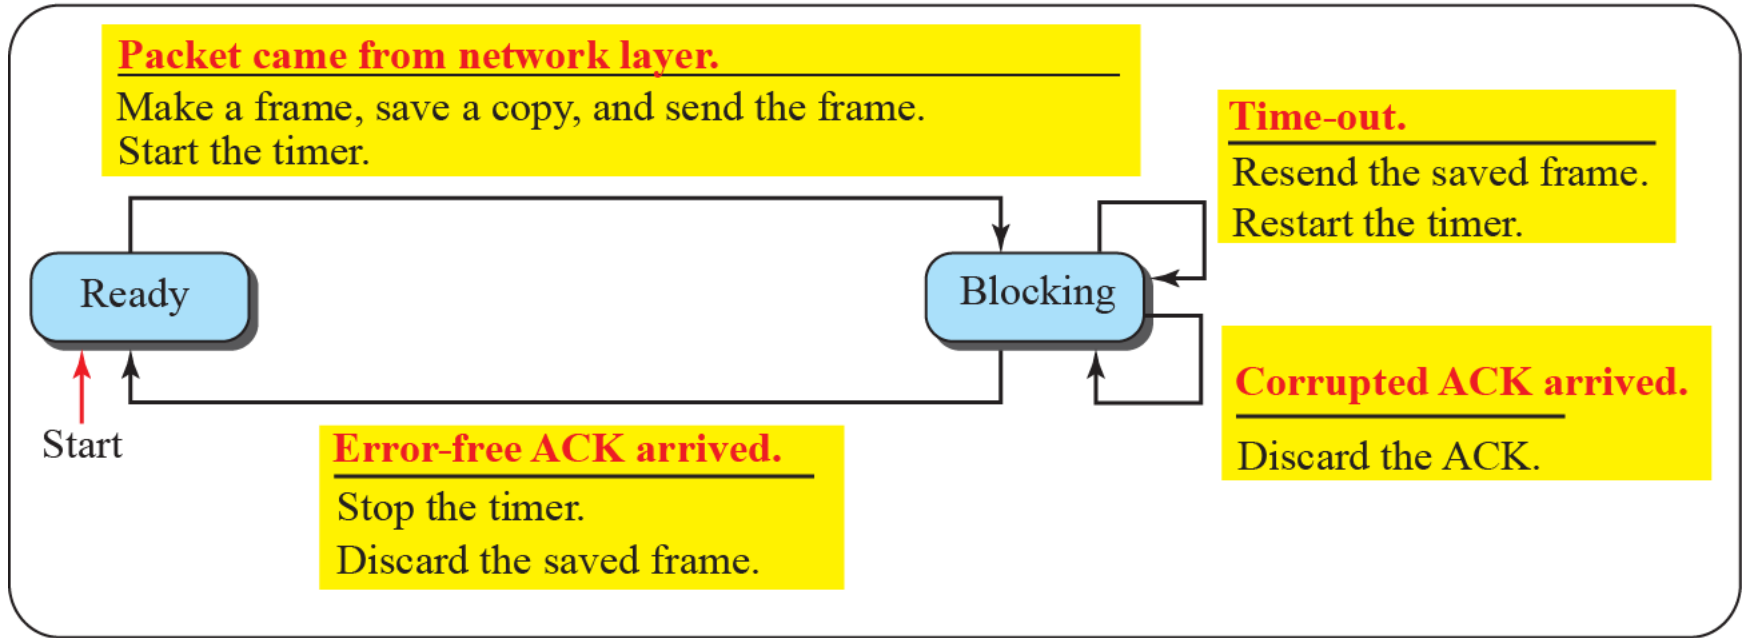 Packet came from network layer.
Make a frame, save a copy, and send the frame.
Start the timer.
Time-out.
Resend the saved frame.
Restart the timer.
Ready
Blocking
Start
Error-free ACK arrived.
Stop the timer.
Discard the saved frame.
Corrupted ACK arrived.
Discard the ACK.